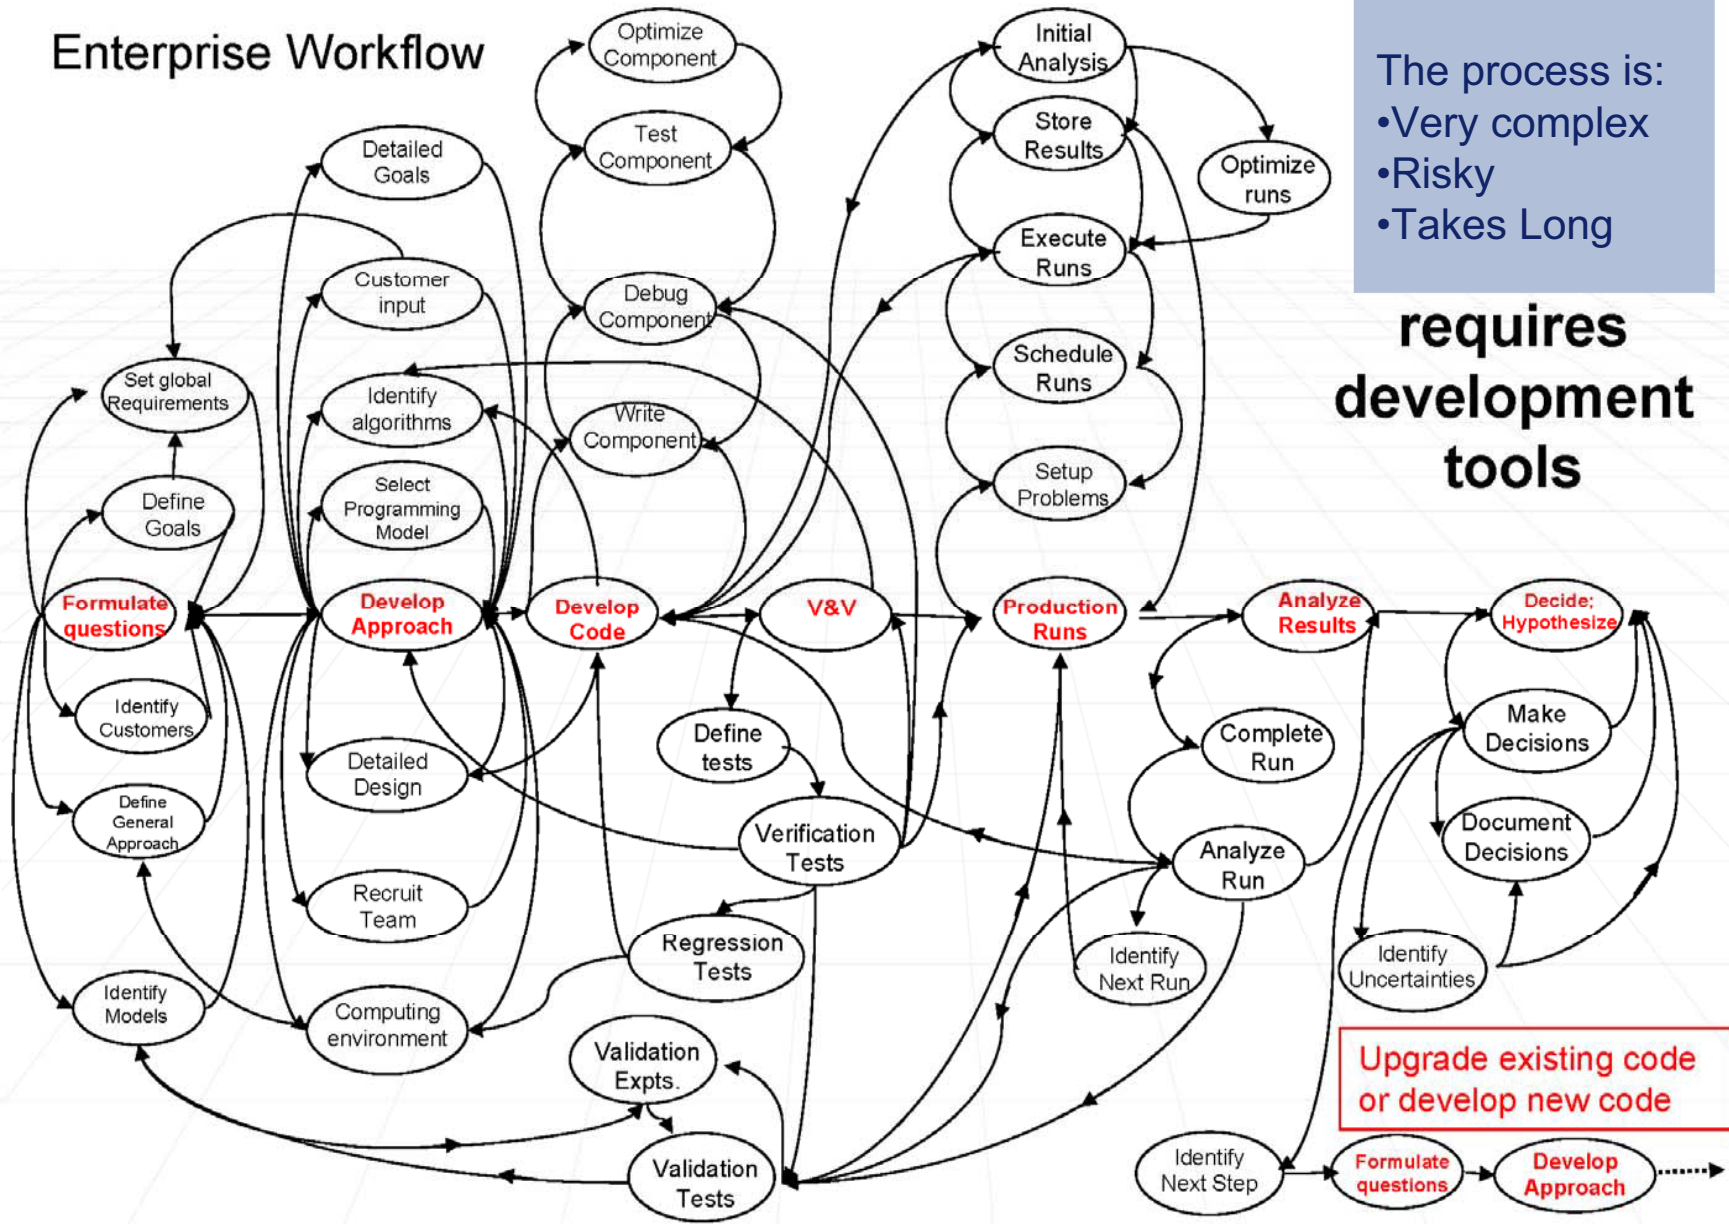 Enterprise Workflow
The process is:
•Very complex
•Risky
•Takes Long
requires
development
tools
Optimize
Component
Test
Component
Debug
Component
Write
Component
Initial
Analysis
Store
Results
Optimize
runs
Execute
Runs
Schedule
Runs
Setup
Problems
Detailed
Goals
Customer
input
Identify
algorithms
Select
Programming
Model
Set global
Requirements
Define
Goals
Formulate
questions
Develop
Approach
Develop
Code
V&V
Production
Runs
Analyze
Results
Decide;
Hypothesize
Identify
Customers
Define
General
Approach
Identify
Models
Detailed
Design
Recruit
Team
Computing
environment
Define
tests
Verification
Tests
Regression
Tests
Validation
Expts.
Validation
Tests
Complete
Run
Analyze
Run
Identify
Next Run
Make
Decisions
Document
Decisions
Identify
Uncertainties
Upgrade existing code
or develop new code
Identify
Next Step
Formulate
questions
Develop
Approach